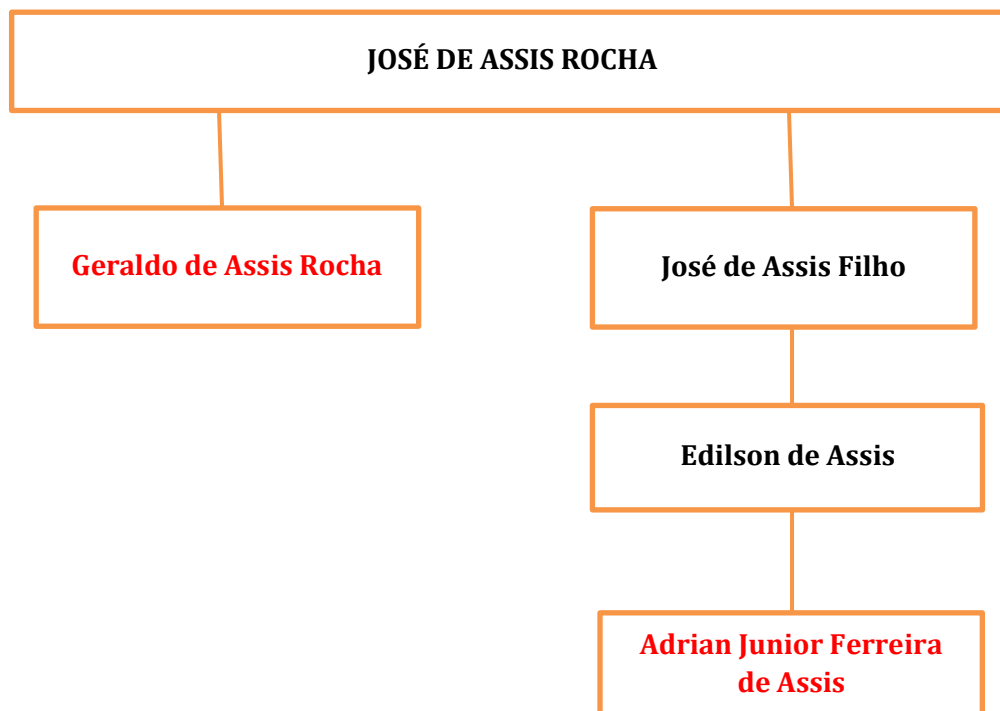 JOSÉ DE ASSIS ROCHA
Geraldo de Assis Rocha
José de Assis Filho
Edilson de Assis
Adrian Junior Ferreira
de Assis